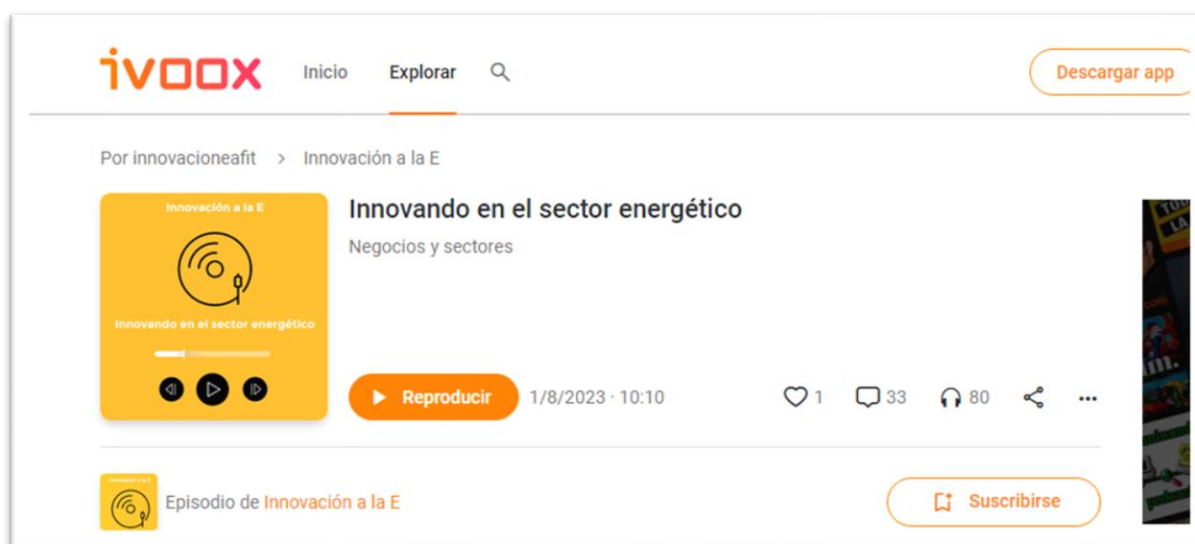 ivoox Inicio Explorar Descargar app
Por innovacioneafit > Innovación a la E
Innovación a la E
Innovando en el sector energético
Innovando en el sector energético
Negocios y sectores
Reproducir 1/8/2023 · 10:10 1 33 80 ...
Episodio de Innovación a la E Suscribirse